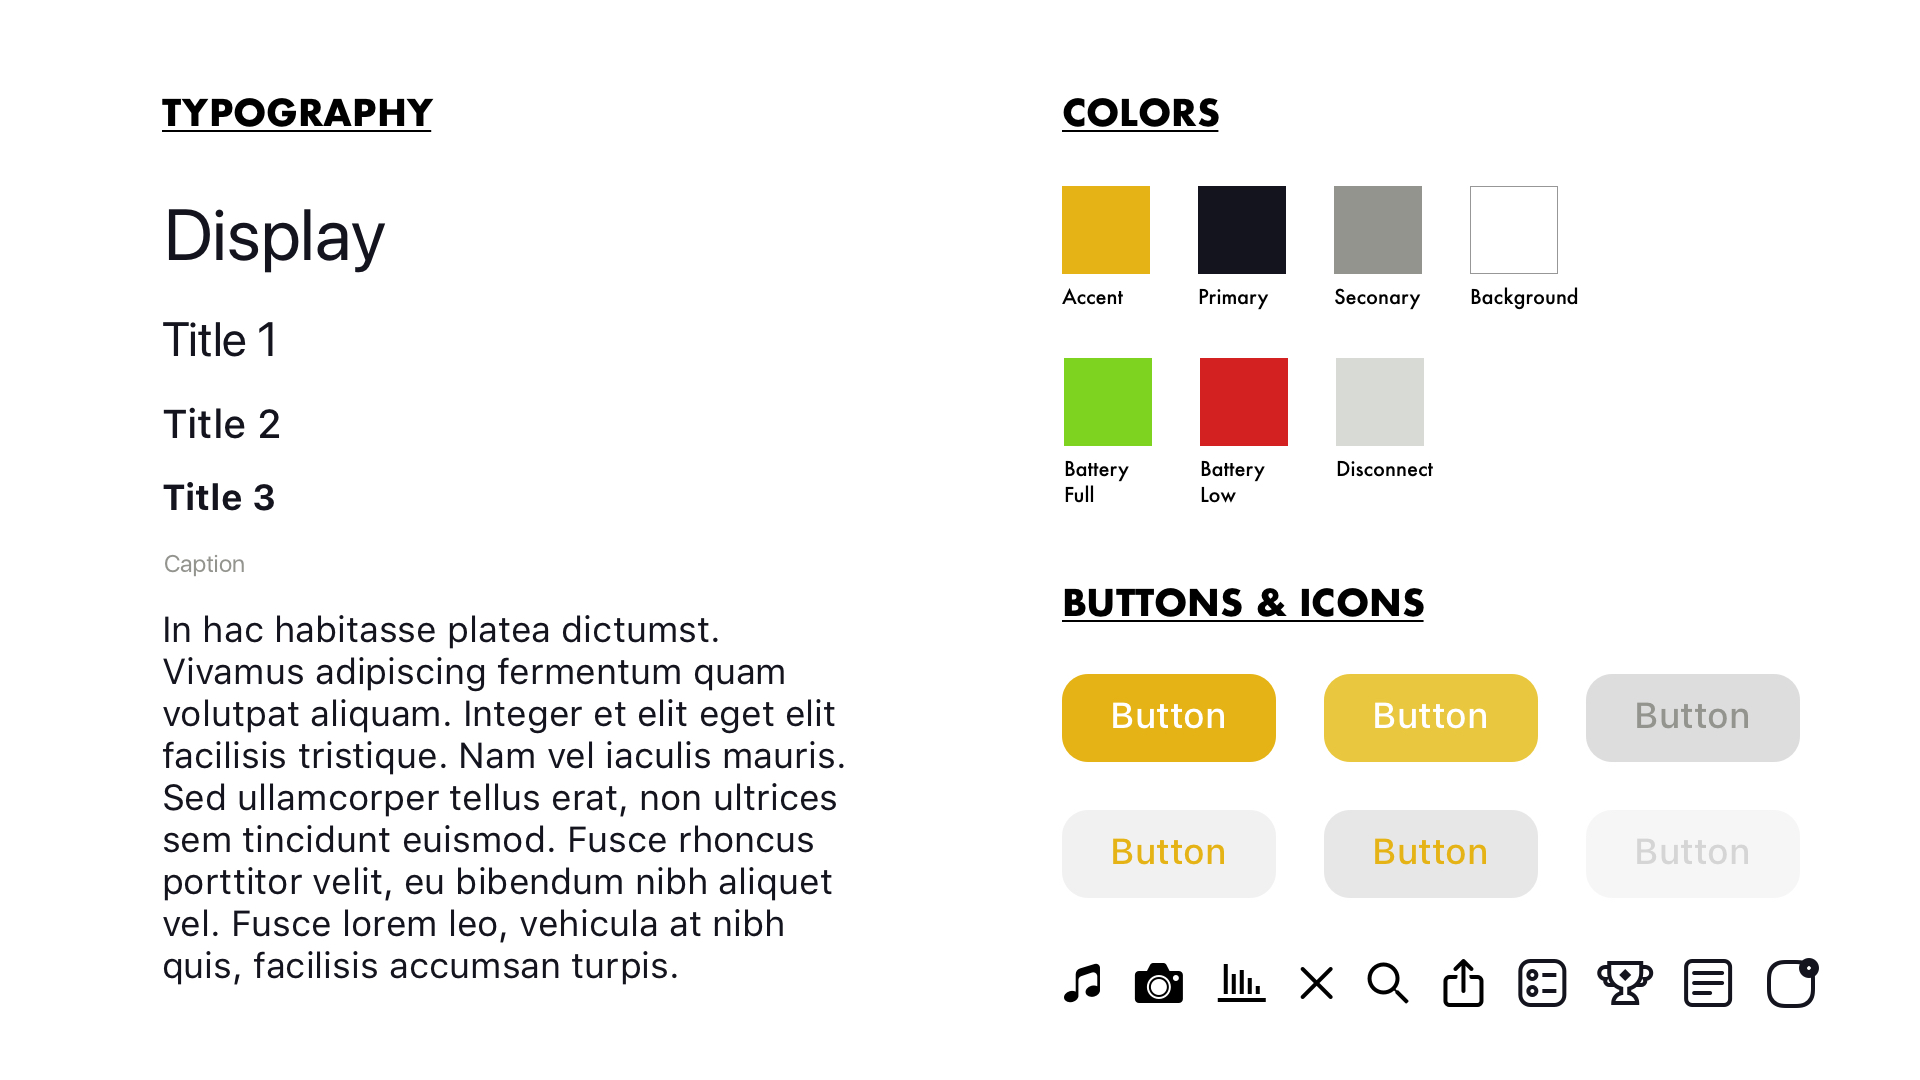 TYPOGRAPHY
Display
Title 1
Title 2
Title 3
Caption
In hac habitasse platea dictumst.
Vivamus adipiscing fermentum quam
volutpat aliquam. Integer et elit eget elit
facilisis tristique. Nam vel iaculis mauris.
Sed ullamcorper tellus erat, non ultrices
sem tincidunt euismod. Fusce rhoncus
porttitor velit, eu bibendum nibh aliquet
vel. Fusce lorem leo, vehicula at nibh
quis, facilisis accumsan turpis.
COLORS
Accent
Primary
Seconary
Background
Battery
Full
Battery
Low
Disconnect
BUTTONS & ICONS
Button
Button
Button
Button
Button
Button